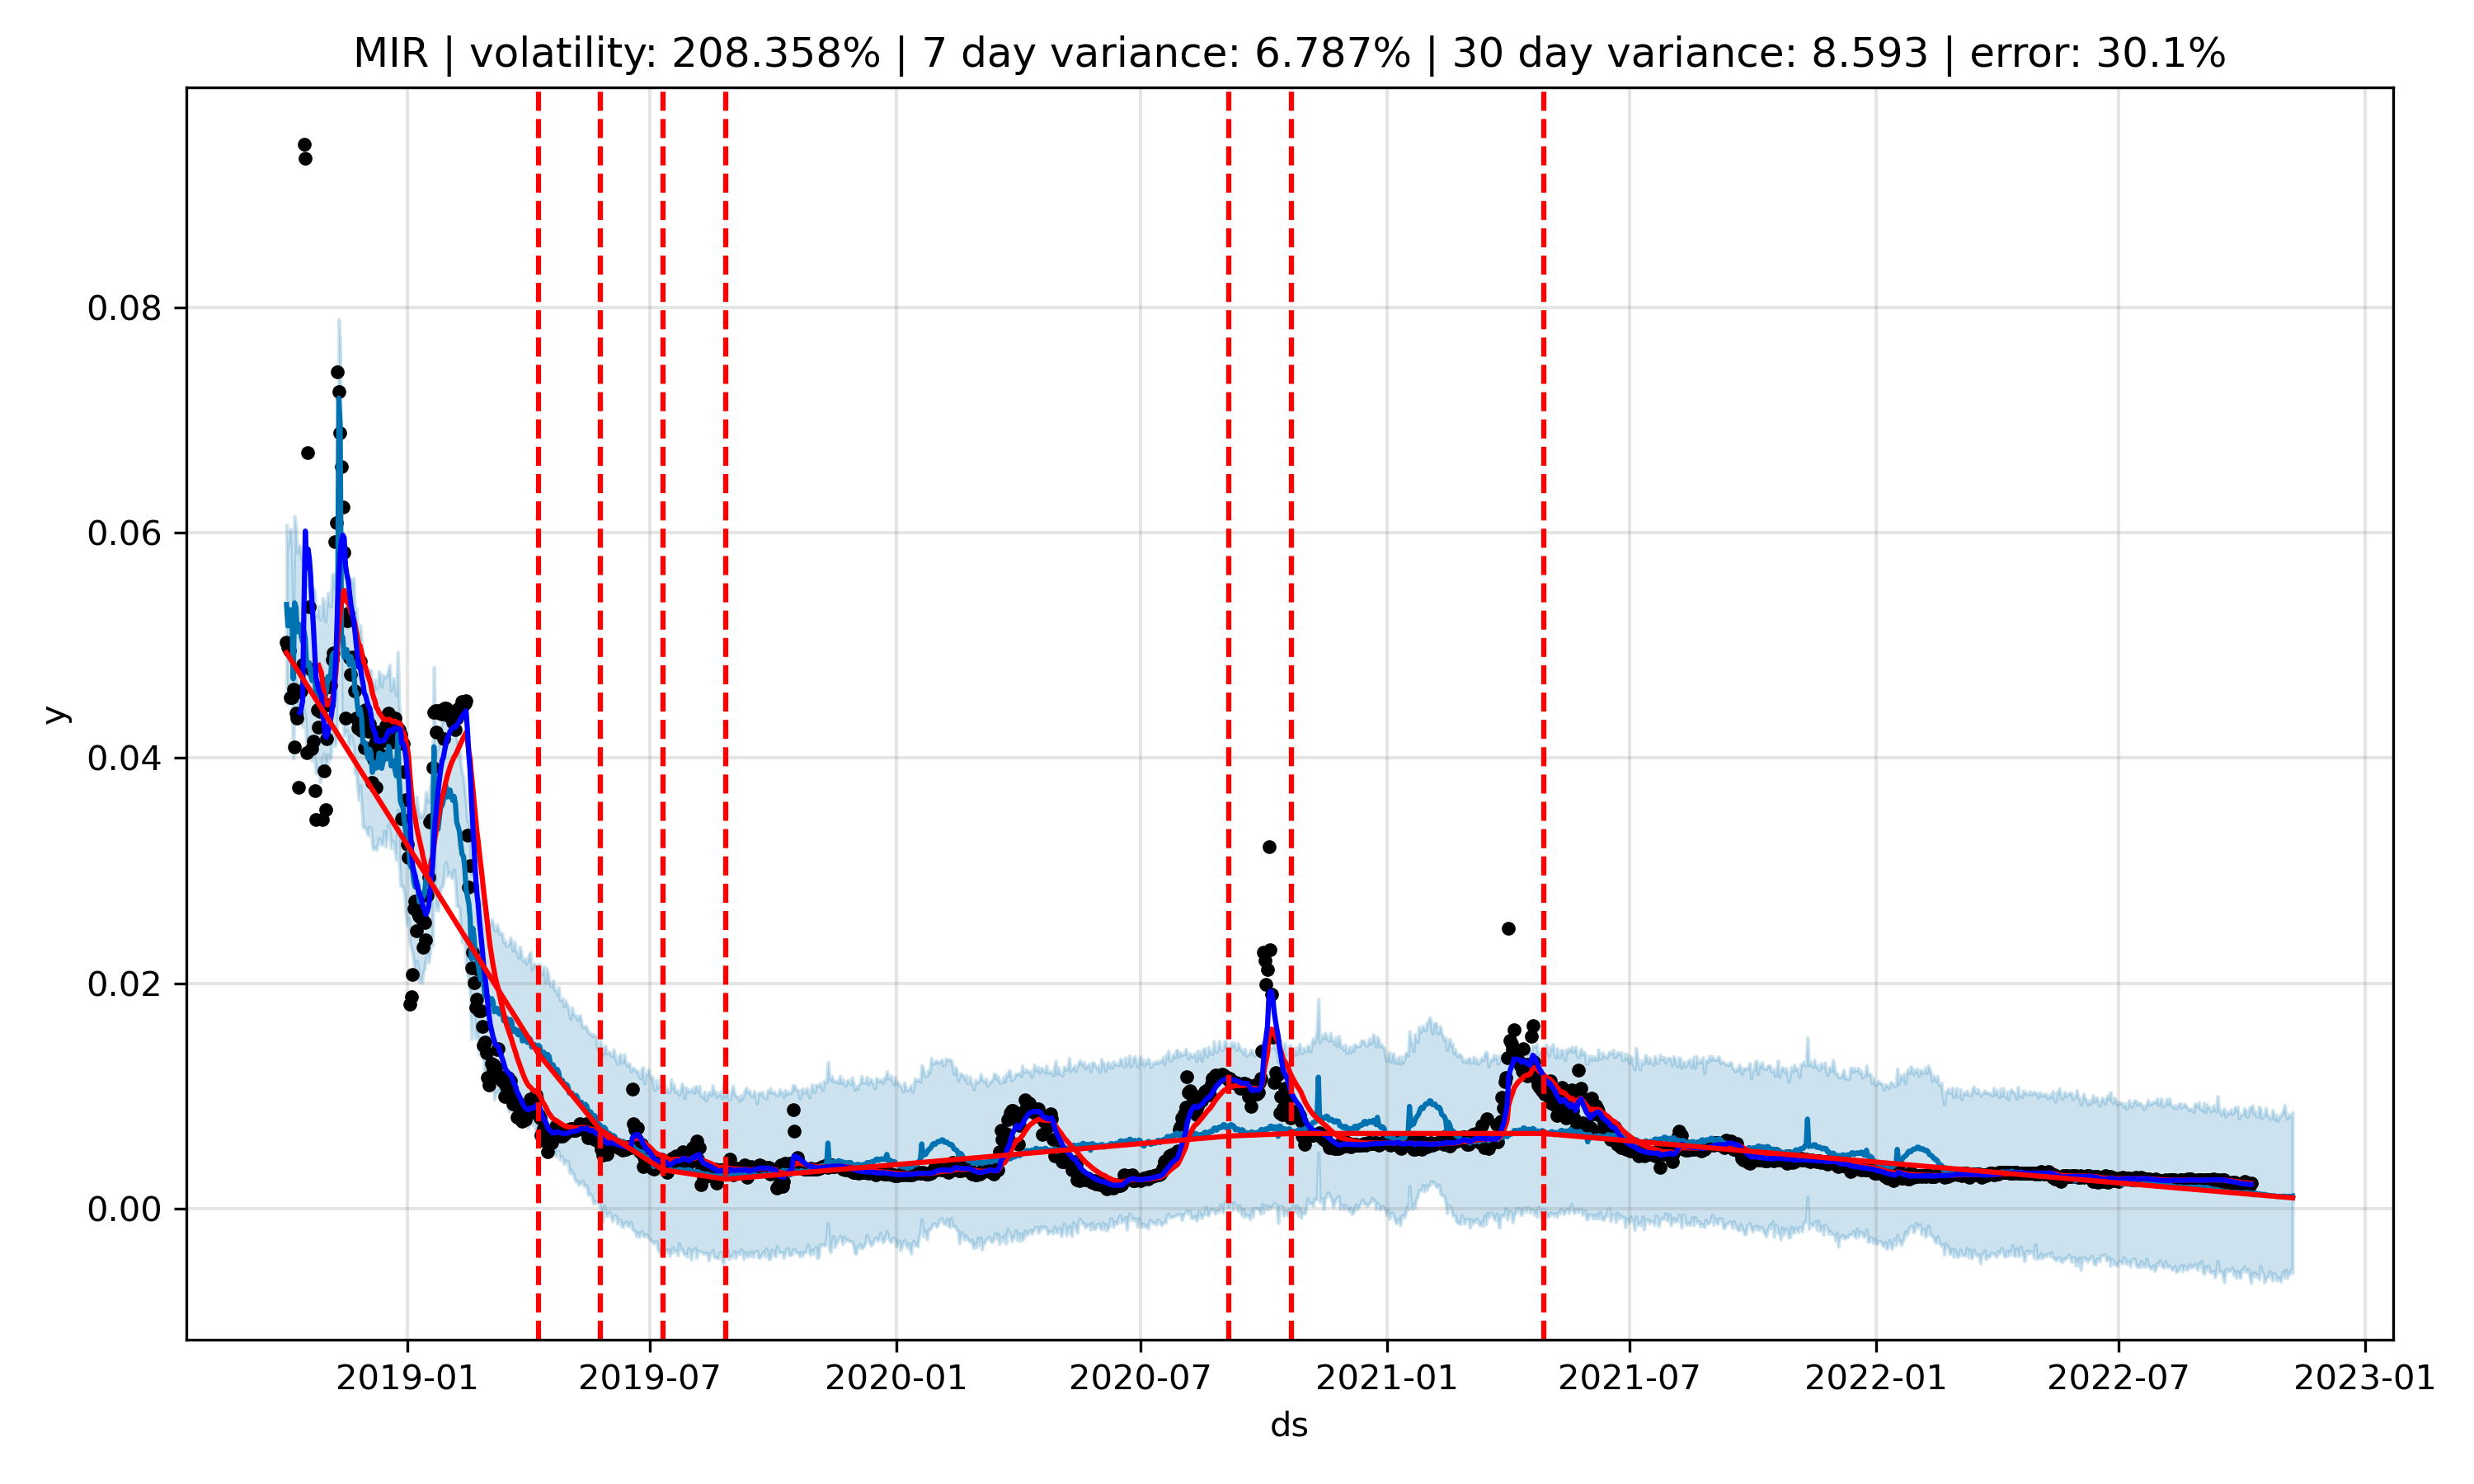 MIR | volatility: 208.358% | 7 day variance: 6.787% | 30 day variance: 8.593 | error: 30.1%
y
0.08
0.06
0.04
0.02
0.00
2019-01 2019-07 2020-01 2020-07 2021-01 2021-07 2022-01 2022-07 2023-01
ds